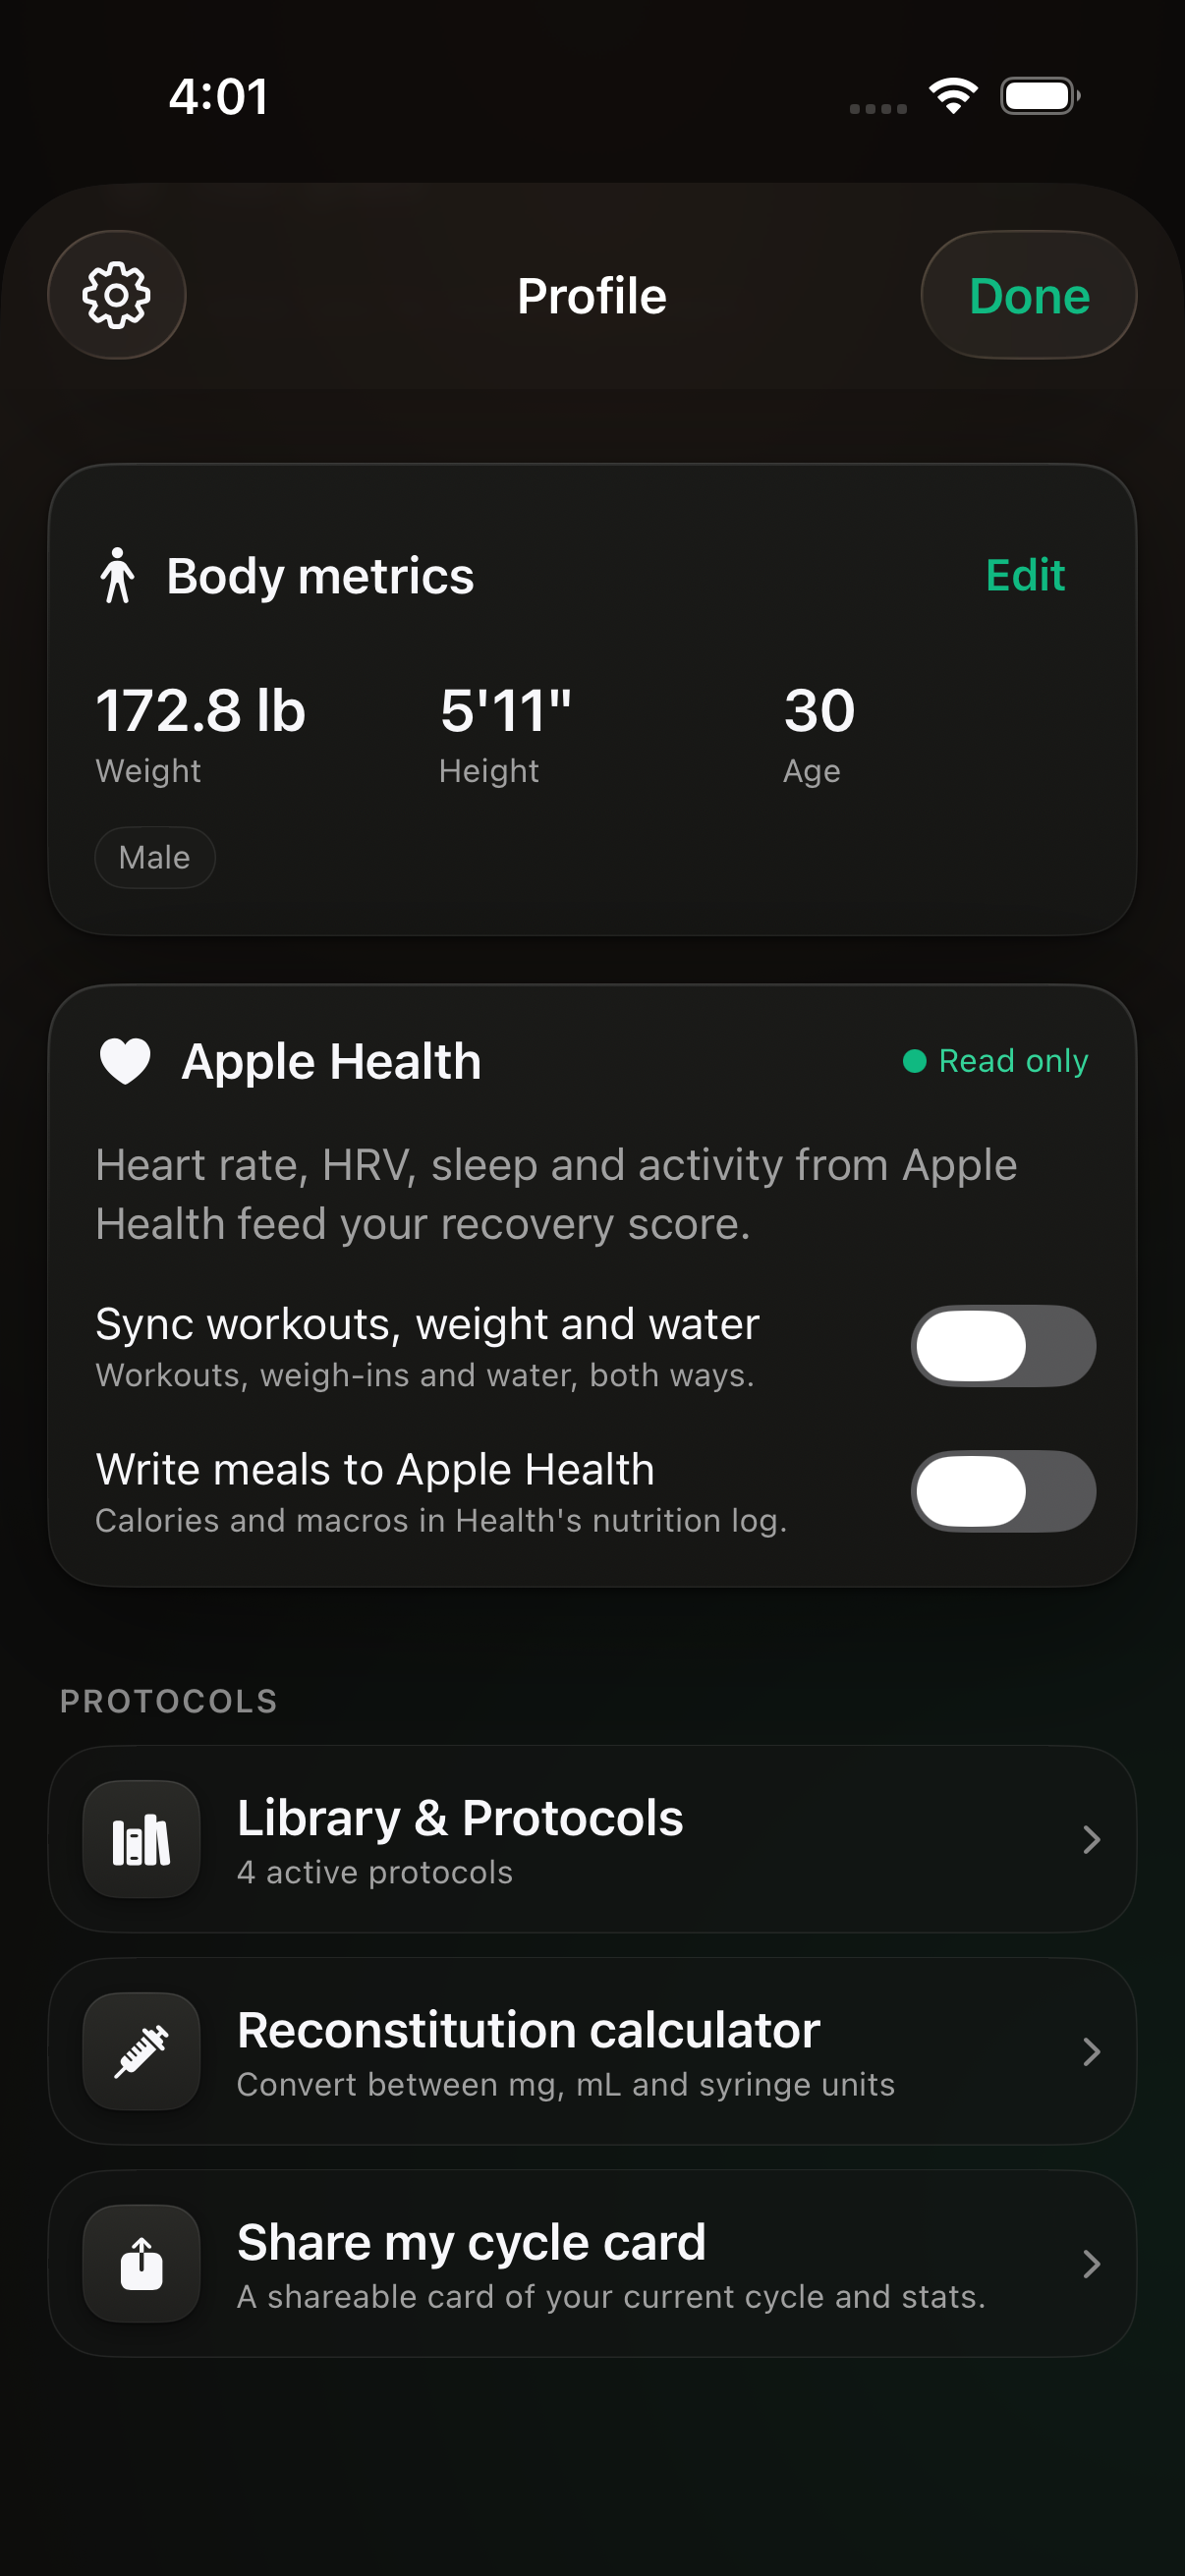 4:01
Profile
Done
Body metrics
Edit
172.8 lb
5'11"
30
Weight
Height
Age
Male
Apple Health
Read only
Heart rate, HRV, sleep and activity from Apple
Health feed your recovery score.
Sync workouts, weight and water
Workouts, weigh-ins and water, both ways.
Write meals to Apple Health
Calories and macros in Health's nutrition log.
PROTOCOLS
Library & Protocols
4 active protocols
Reconstitution calculator
Convert between mg, mL and syringe units
Share my cycle card
A shareable card of your current cycle and stats.